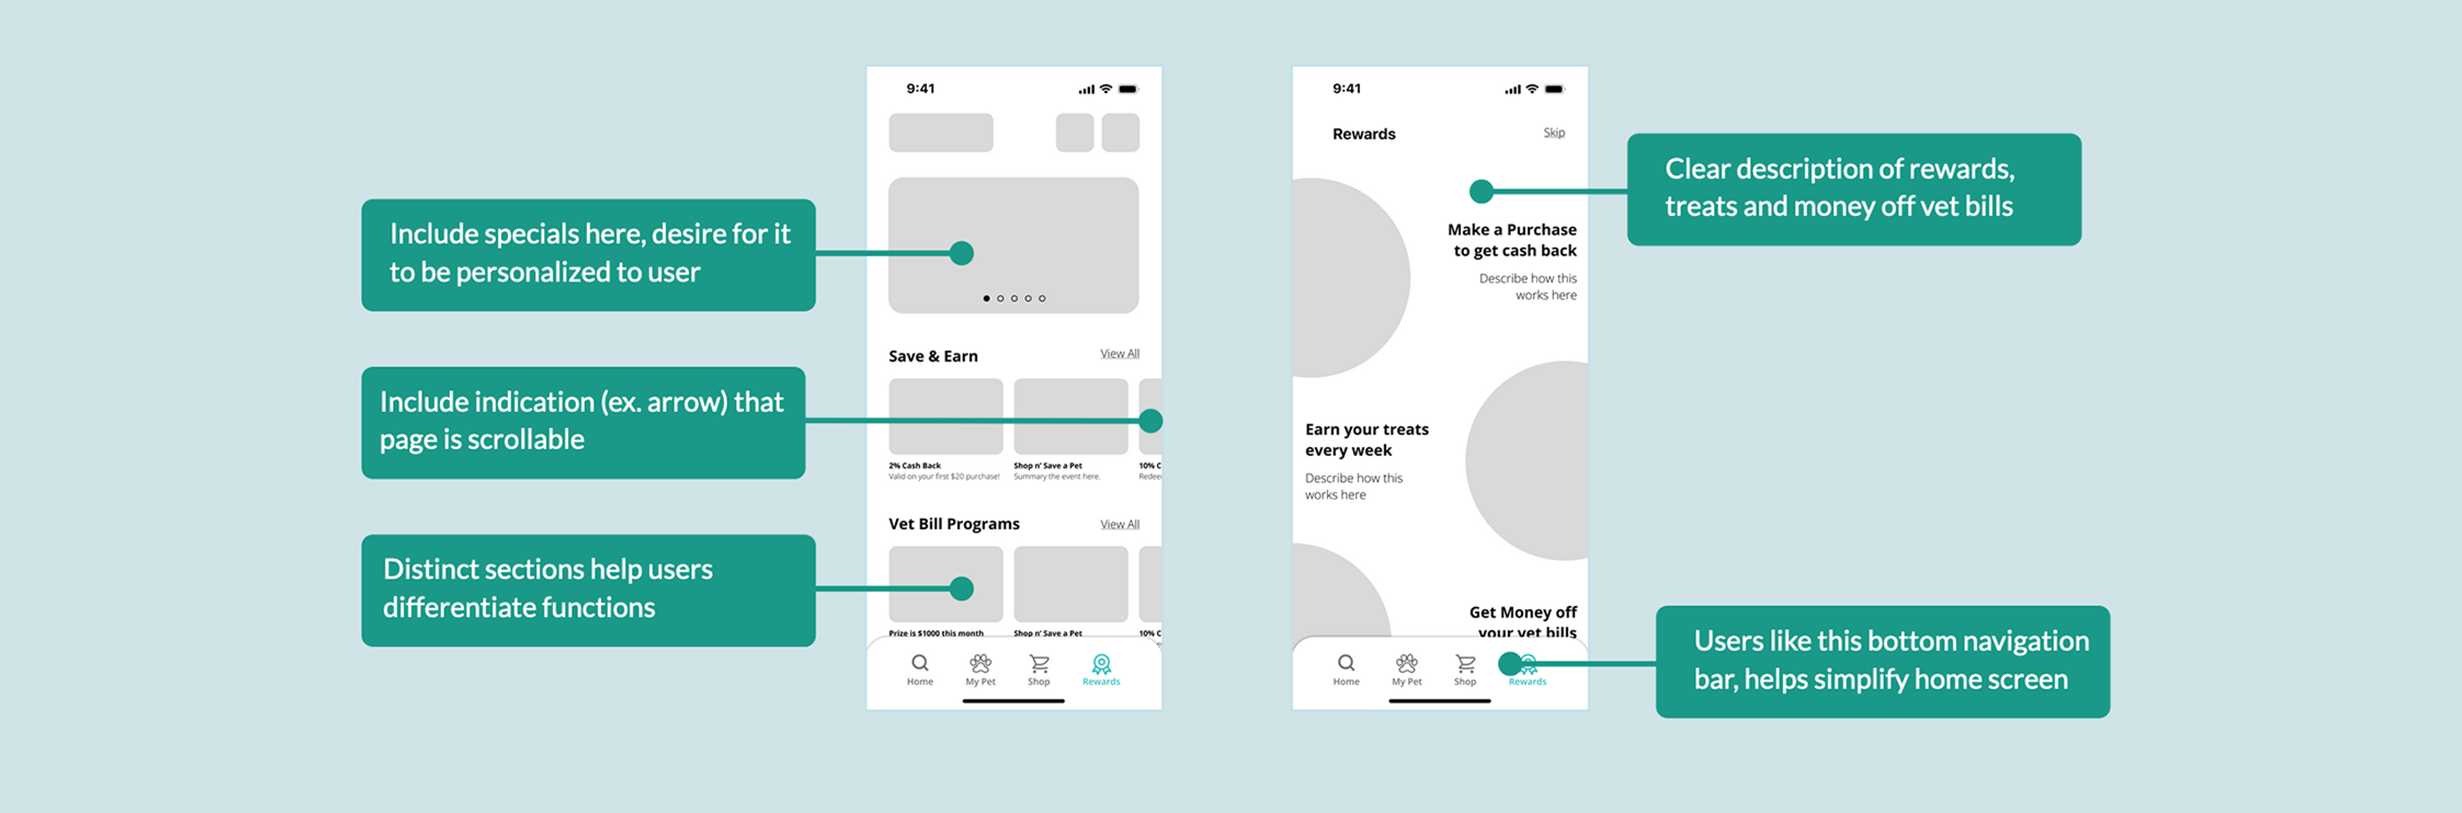 Include specials here, desire for it
to be personalized to user
Include indication (ex. arrow) that
page is scrollable
Distinct sections help users
differentiate functions
9:41
Save & Earn
View All
2% Cash Back
Valid on your first $20 purchase!
Shop n' Save a Pet
Summary the event here.
10% C
Redee
Vet Bill Programs
View All
Prize is $1000 this month
Shop n' Save a Pet
10% C
Home
My Pet
Shop
Rewards
9:41
Rewards
Skip
Make a Purchase
to get cash back
Describe how this
works here
Earn your treats
every week
Describe how this
works here
Get Money off
your vet bills
Home
My Pet
Shop
Rewards
Clear description of rewards,
treats and money off vet bills
Users like this bottom navigation
bar, helps simplify home screen